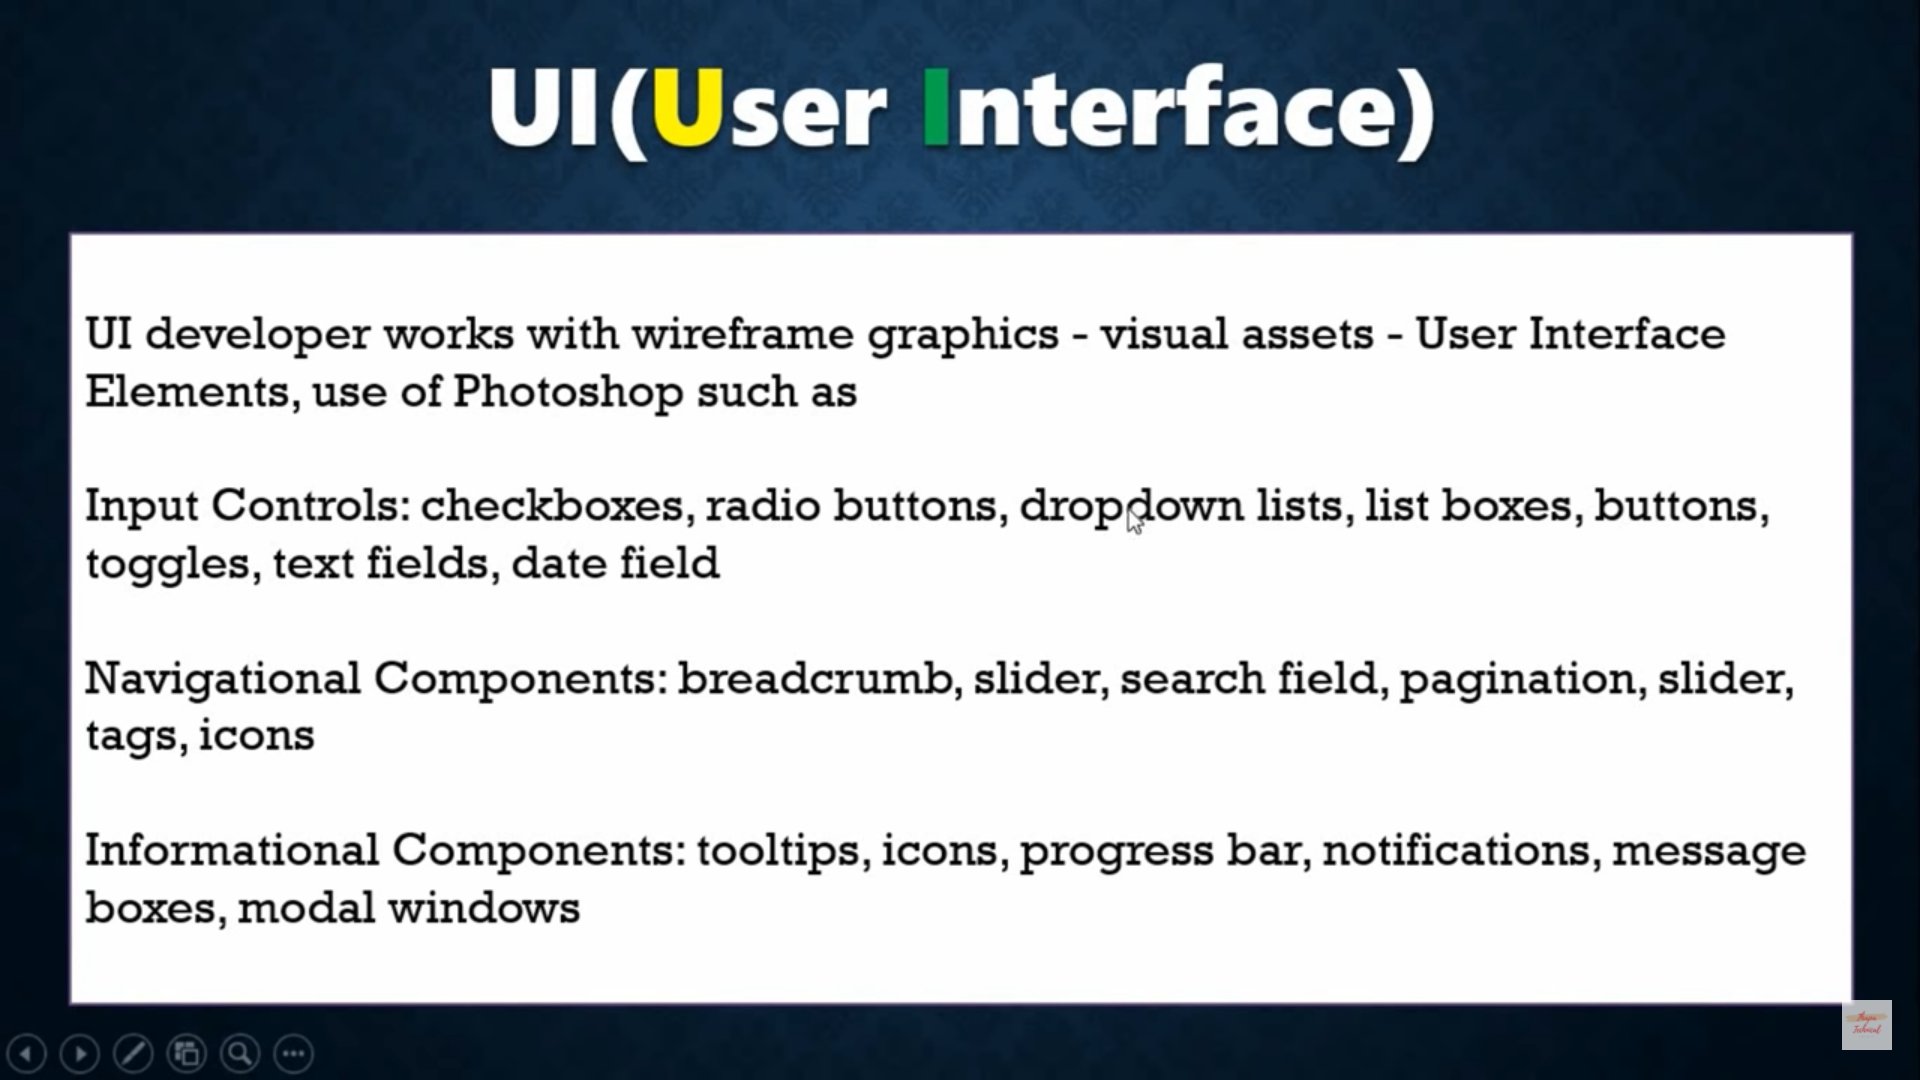 UI(User Interface)
UI developer works with wireframe graphics - visual assets - User Interface
Elements, use of Photoshop such as
Input Controls: checkboxes, radio buttons, dropdown lists, list boxes, buttons,
toggles, text fields, date field
Navigational Components: breadcrumb, slider, search field, pagination, slider,
tags, icons
Informational Components: tooltips, icons, progress bar, notifications, message
boxes, modal windows
Technical